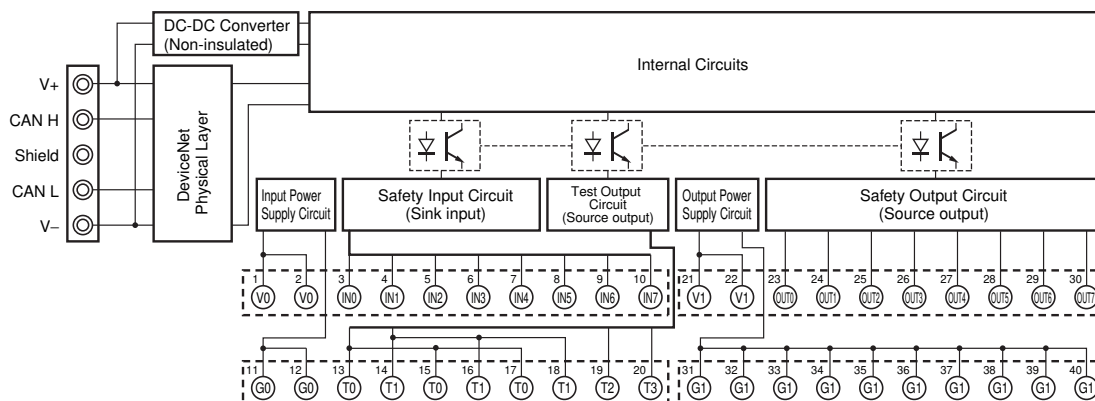 DC-DC Converter
(Non-insulated)
Internal Circuits
V+
CAN H
Shield
CAN L
V–
DeviceNet
Physical Layer
Input Power
Supply Circuit
Safety Input Circuit
(Sink input)
Test Output
Circuit
(Source output)
Output Power
Supply Circuit
Safety Output Circuit
(Source output)
1 2 3 4 5 6 7 8 9 10
V0 V0 IN0 IN1 IN2 IN3 IN4 IN5 IN6 IN7
21 22 23 24 25 26 27 28 29 30
V1 V1 OUT0 OUT1 OUT2 OUT3 OUT4 OUT5 OUT6 OUT7
11 12 13 14 15 16 17 18 19 20
G0 G0 T0 T1 T0 T1 T0 T1 T2 T3
31 32 33 34 35 36 37 38 39 40
G1 G1 G1 G1 G1 G1 G1 G1 G1 G1